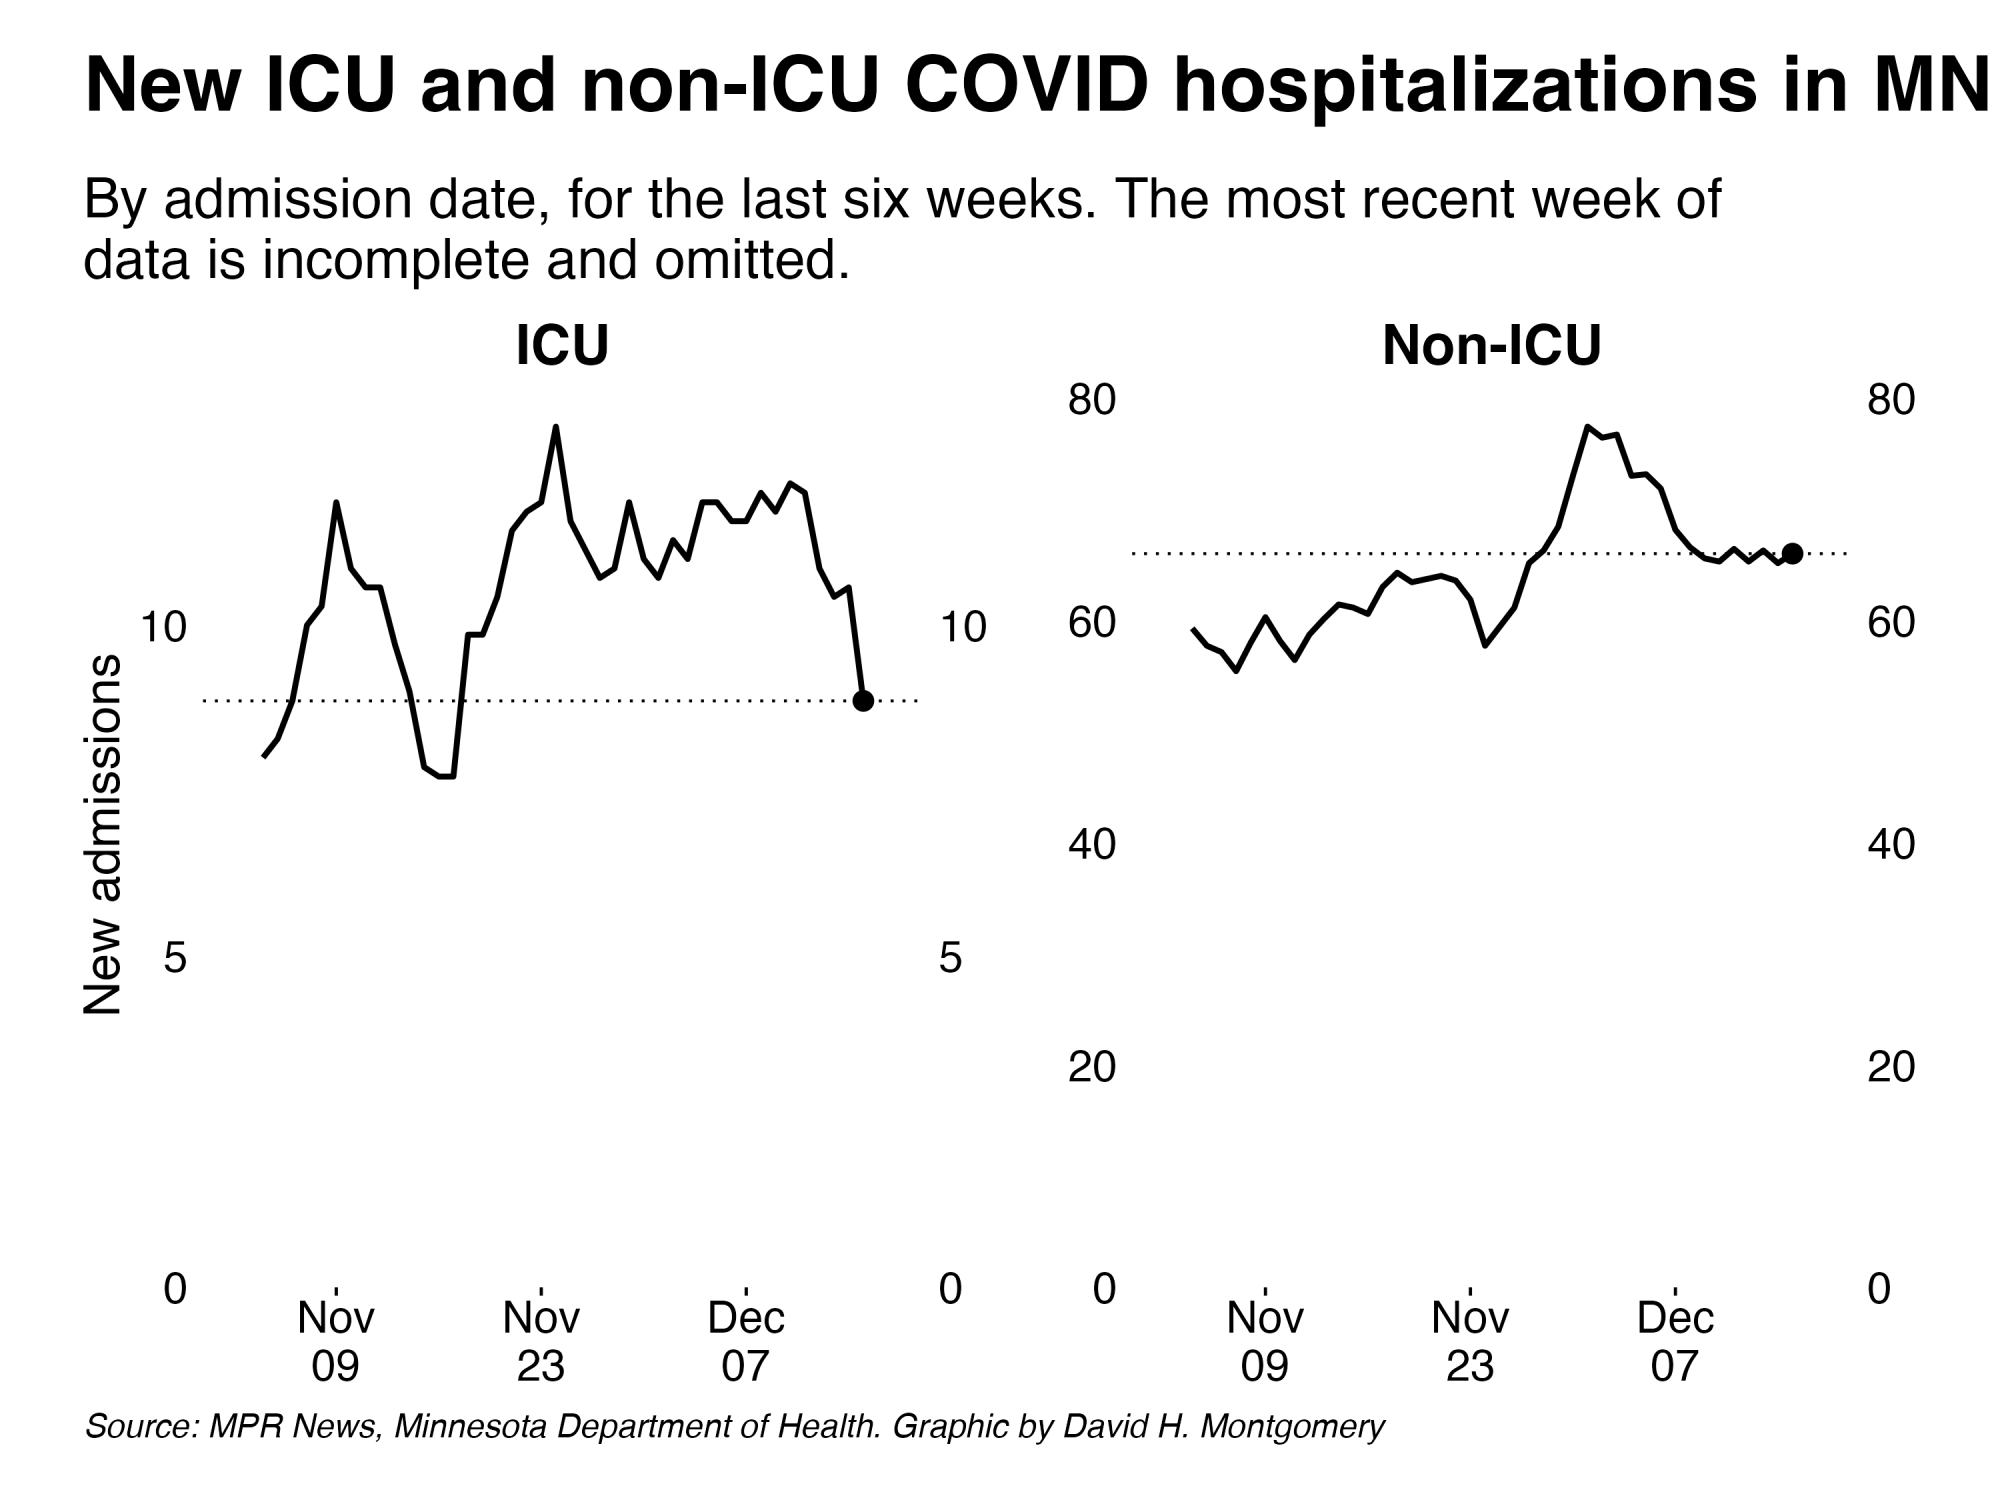 New ICU and non-ICU COVID hospitalizations in MN
By admission date, for the last six weeks. The most recent week of
data is incomplete and omitted.
ICU
New admissions
10
5
0
10
5
0
Nov
09
Nov
23
Dec
07
Non-ICU
80
60
40
20
0
80
60
40
20
0
Nov
09
Nov
23
Dec
07
Source: MPR News, Minnesota Department of Health. Graphic by David H. Montgomery